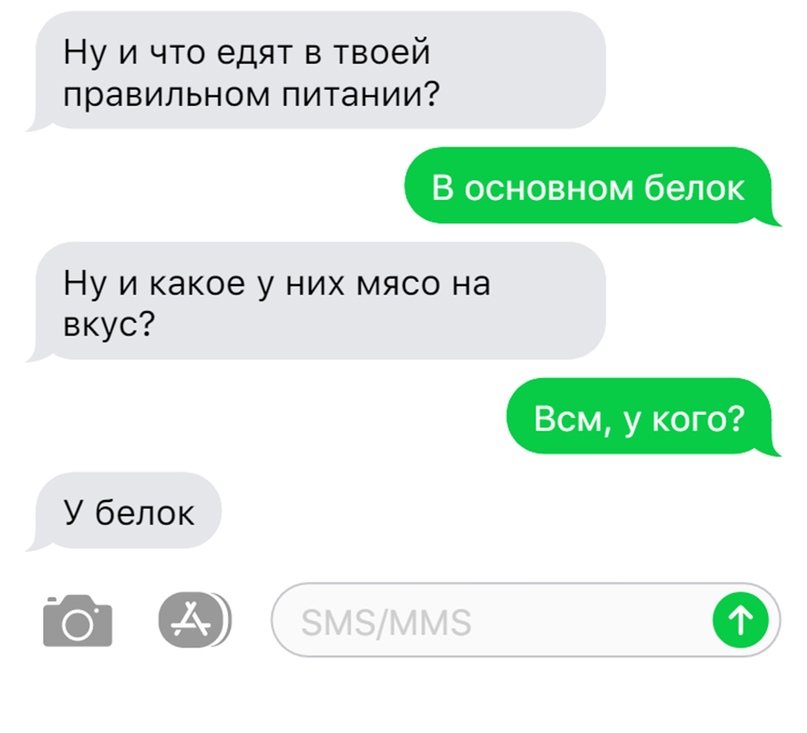 Ну и что едят в твоей
правильном питании?
В основном белок
Ну и какое у них мясо на
вкус?
Всм, у кого?
У белок
SMS/MMS